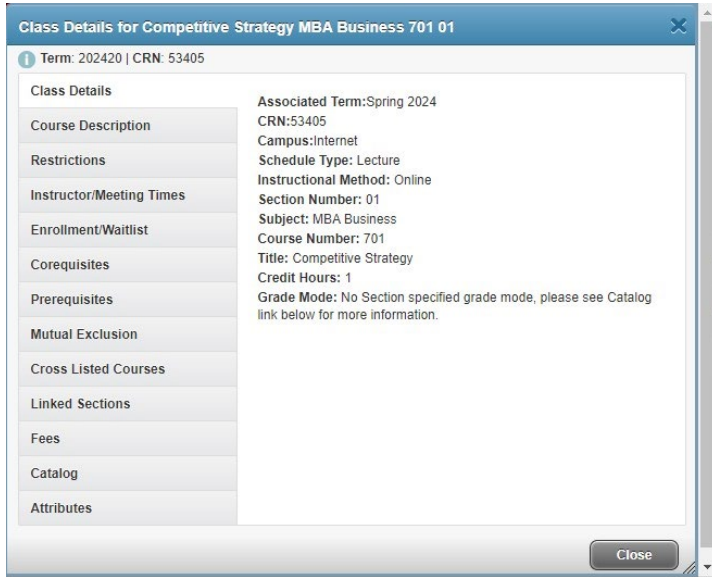 Class Details for Competitive Strategy MBA Business 701 01
Term: 202420 | CRN: 53405
Class Details
Course Description
Restrictions
Instructor/Meeting Times
Enrollment/Waitlist
Corequisites
Prerequisites
Mutual Exclusion
Cross Listed Courses
Linked Sections
Fees
Catalog
Attributes
Associated Term:Spring 2024
CRN:53405
Campus:Internet
Schedule Type: Lecture
Instructional Method: Online
Section Number: 01
Subject: MBA Business
Course Number: 701
Title: Competitive Strategy
Credit Hours: 1
Grade Mode: No Section specified grade mode, please see Catalog
link below for more information.
Close